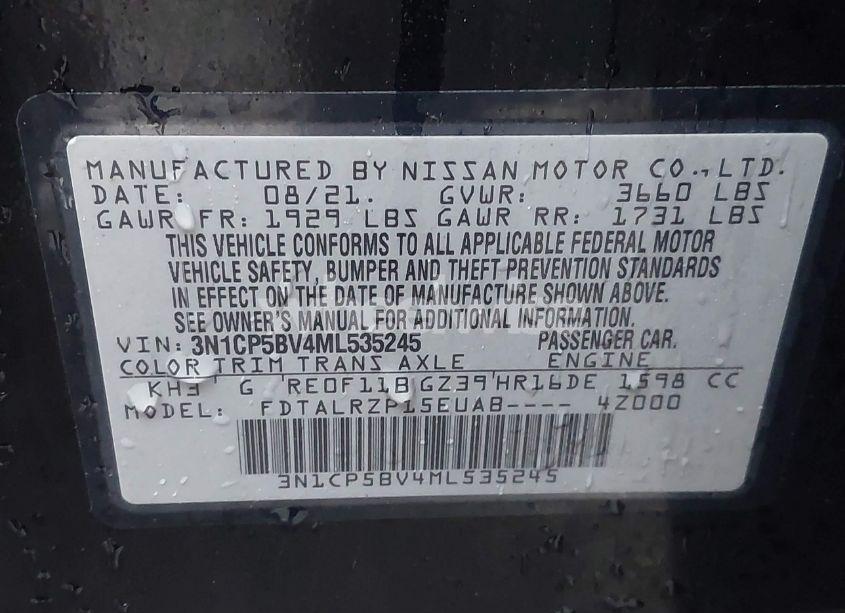 MANUFACTURED BY NISSAN MOTOR CO., LTD.
DATE: 08/21. GVWR: 3660 LBS
GAWR FR: 1929 LBS GAWR RR: 1731 LBS
THIS VEHICLE CONFORMS TO ALL APPLICABLE FEDERAL MOTOR
VEHICLE SAFETY, BUMPER AND THEFT PREVENTION STANDARDS
IN EFFECT ON THE DATE OF MANUFACTURE SHOWN ABOVE.
SEE OWNER'S MANUAL FOR ADDITIONAL INFORMATION.
VIN: 3N1CP5BV4ML535245 PASSENGER CAR.
COLOR TRIM TRANS AXLE ENGINE
KH3 G RE0F11B GZ39 HR16DE 1598 CC
MODEL: FDTALRZP15EUAB---- 4Z000
3N1CP5BV4ML535245